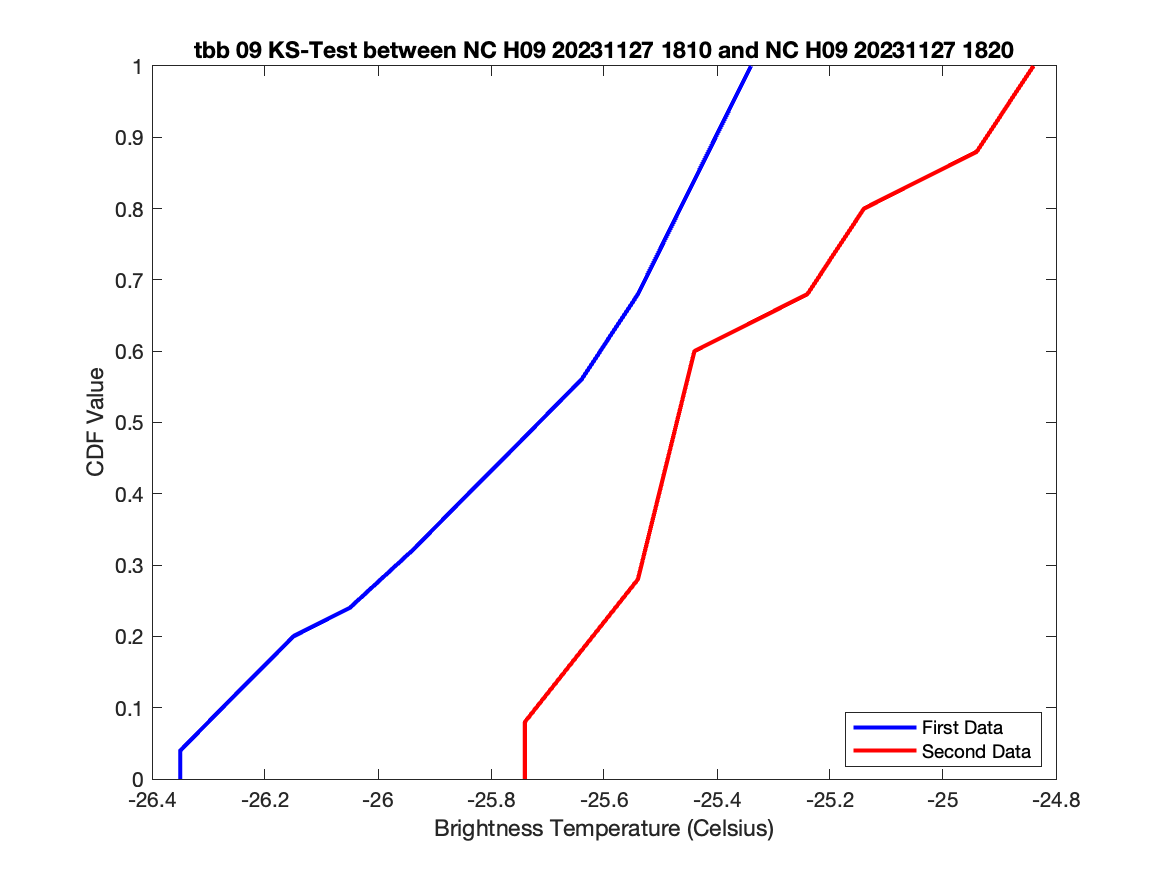 tbb 09 KS-Test between NC H09 20231127 1810 and NC H09 20231127 1820
1
0.9
0.8
0.7
0.6
0.5
0.4
0.3
0.2
0.1
0
CDF Value
First Data
Second Data
-26.4 -26.2 -26 -25.8 -25.6 -25.4 -25.2 -25 -24.8
Brightness Temperature (Celsius)